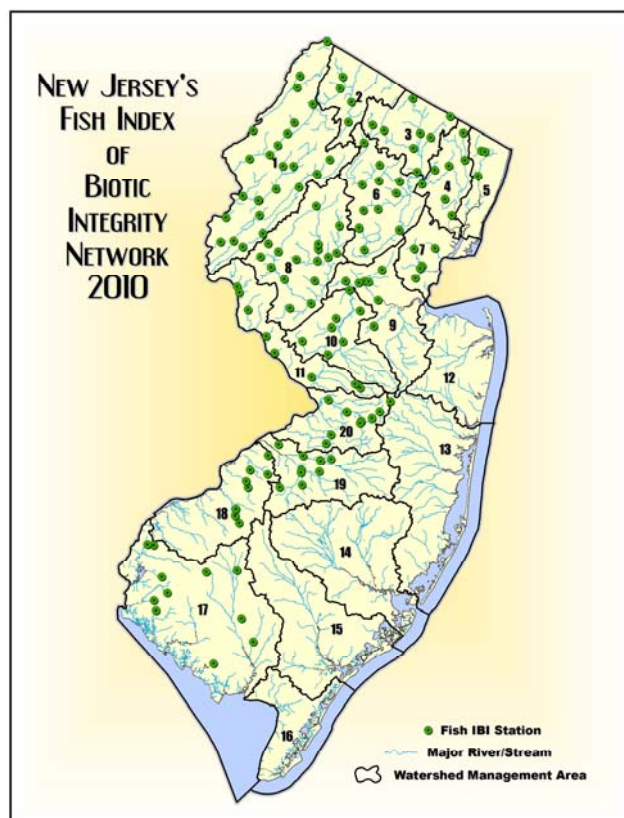 NEW JERSEY'S
FISH INDEX
OF
BIOTIC
INTEGRITY
NETWORK
2010
2
3
1
4
5
6
7
8
9
10
11
12
20
13
19
18
14
17
15
16
Fish IBI Station
Major River/Stream
Watershed Management Area